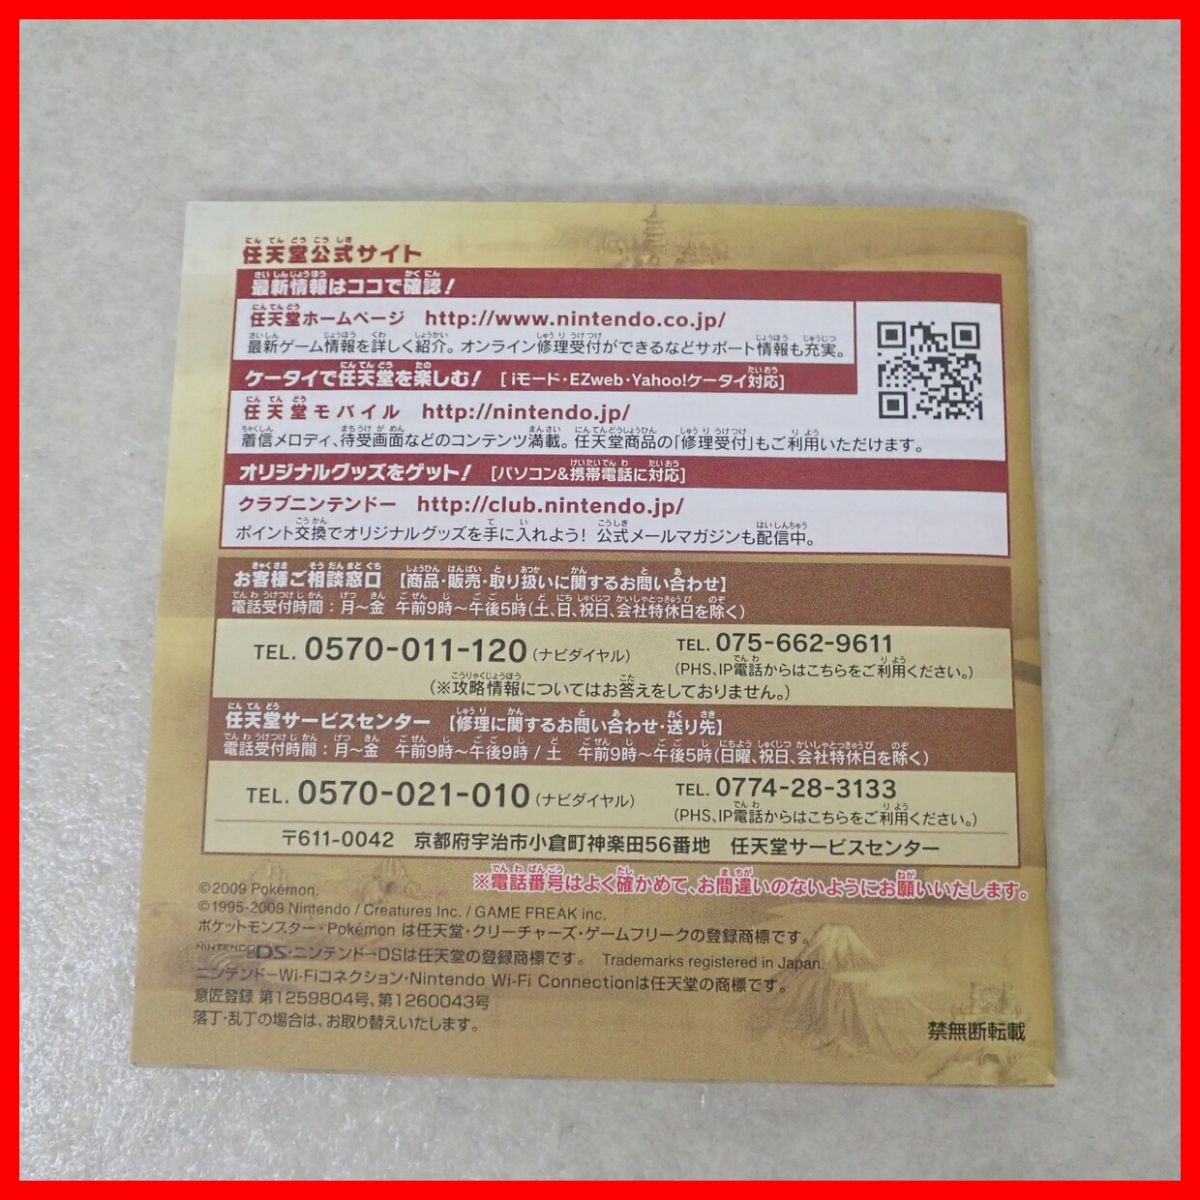 任天堂公式サイト
最新情報はココで確認！
任天堂ホームページ http://www.nintendo.co.jp/
最新ゲーム情報を詳しく紹介。オンライン修理受付ができるなどサポート情報も充実。
ケータイで任天堂を楽しむ！ [iモード・EZweb・Yahoo!ケータイ対応]
任天堂モバイル http://nintendo.jp/
着信メロディ、待受画面などのコンテンツ満載。任天堂商品の「修理受付」もご利用いただけます。
オリジナルグッズをゲット！ [パソコン&携帯電話に対応]
クラブニンテンドー http://club.nintendo.jp/
ポイント交換でオリジナルグッズを手に入れよう！ 公式メールマガジンも配信中。
お客様ご相談窓口 【商品・販売・取り扱いに関するお問い合わせ】
電話受付時間：月～金 午前9時～午後5時(土、日、祝日、会社特休日を除く)
TEL. 0570-011-120 (ナビダイヤル) TEL. 075-662-9611
(PHS、IP電話からはこちらをご利用ください。)
(※攻略情報についてはお答えをしておりません。)
任天堂サービスセンター 【修理に関するお問い合わせ・送り先】
電話受付時間：月～金 午前9時～午後9時 / 土 午前9時～午後5時(日曜、祝日、会社特休日を除く)
TEL. 0570-021-010 (ナビダイヤル) TEL. 0774-28-3133
(PHS、IP電話からはこちらをご利用ください。)
〒611-0042 京都府宇治市小倉町神楽田56番地 任天堂サービスセンター
※電話番号はよく確かめて、お間違いのないようにお願いいたします。
©2009 Pokémon.
©1995-2009 Nintendo / Creatures Inc. / GAME FREAK inc.
ポケットモンスター・Pokémon は任天堂・クリーチャーズ・ゲームフリークの登録商標です。
NINTENDO DS・ニンテンドーDSは任天堂の登録商標です。 Trademarks registered in Japan.
ニンテンドーWi-Fiコネクション・Nintendo Wi-Fi Connectionは任天堂の商標です。
意匠登録 第1259804号、第1260043号
落丁・乱丁の場合は、お取り替えいたします。
禁無断転載